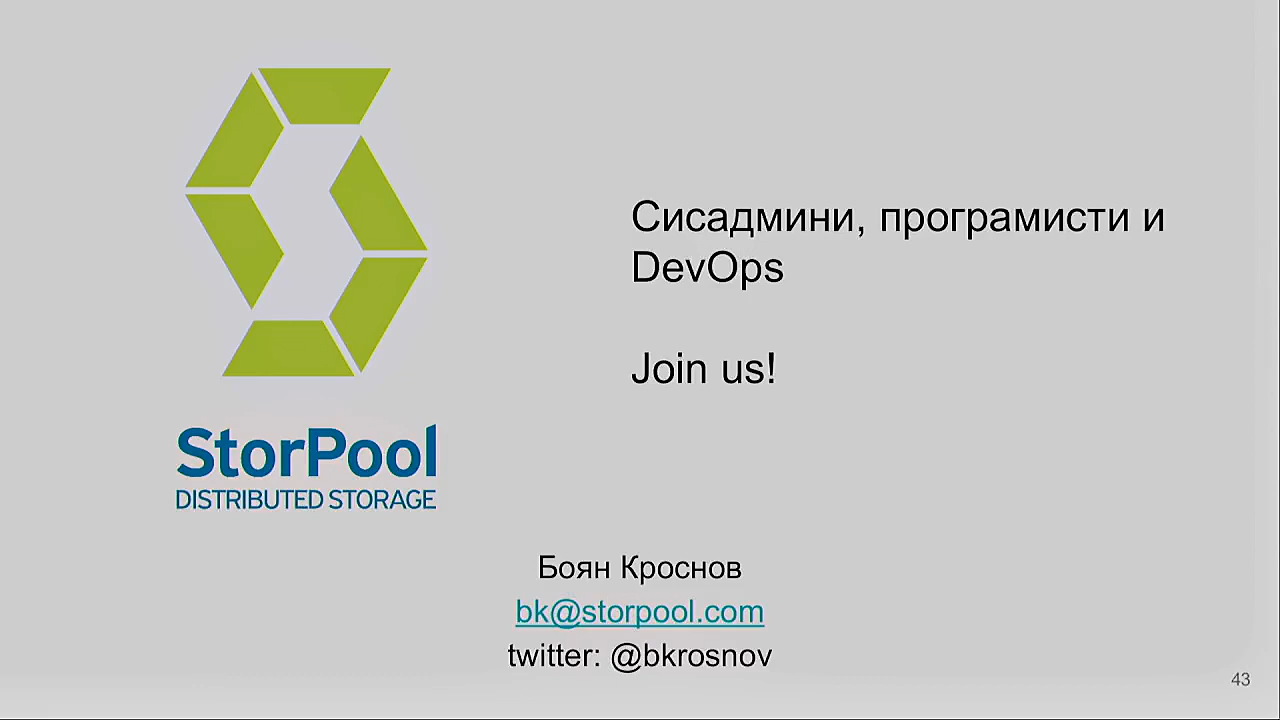 Сисадмини, програмисти и
DevOps
Join us!
StorPool
DISTRIBUTED STORAGE
Боян Кроснов
bk@storpool.com
twitter: @bkrosnov
43